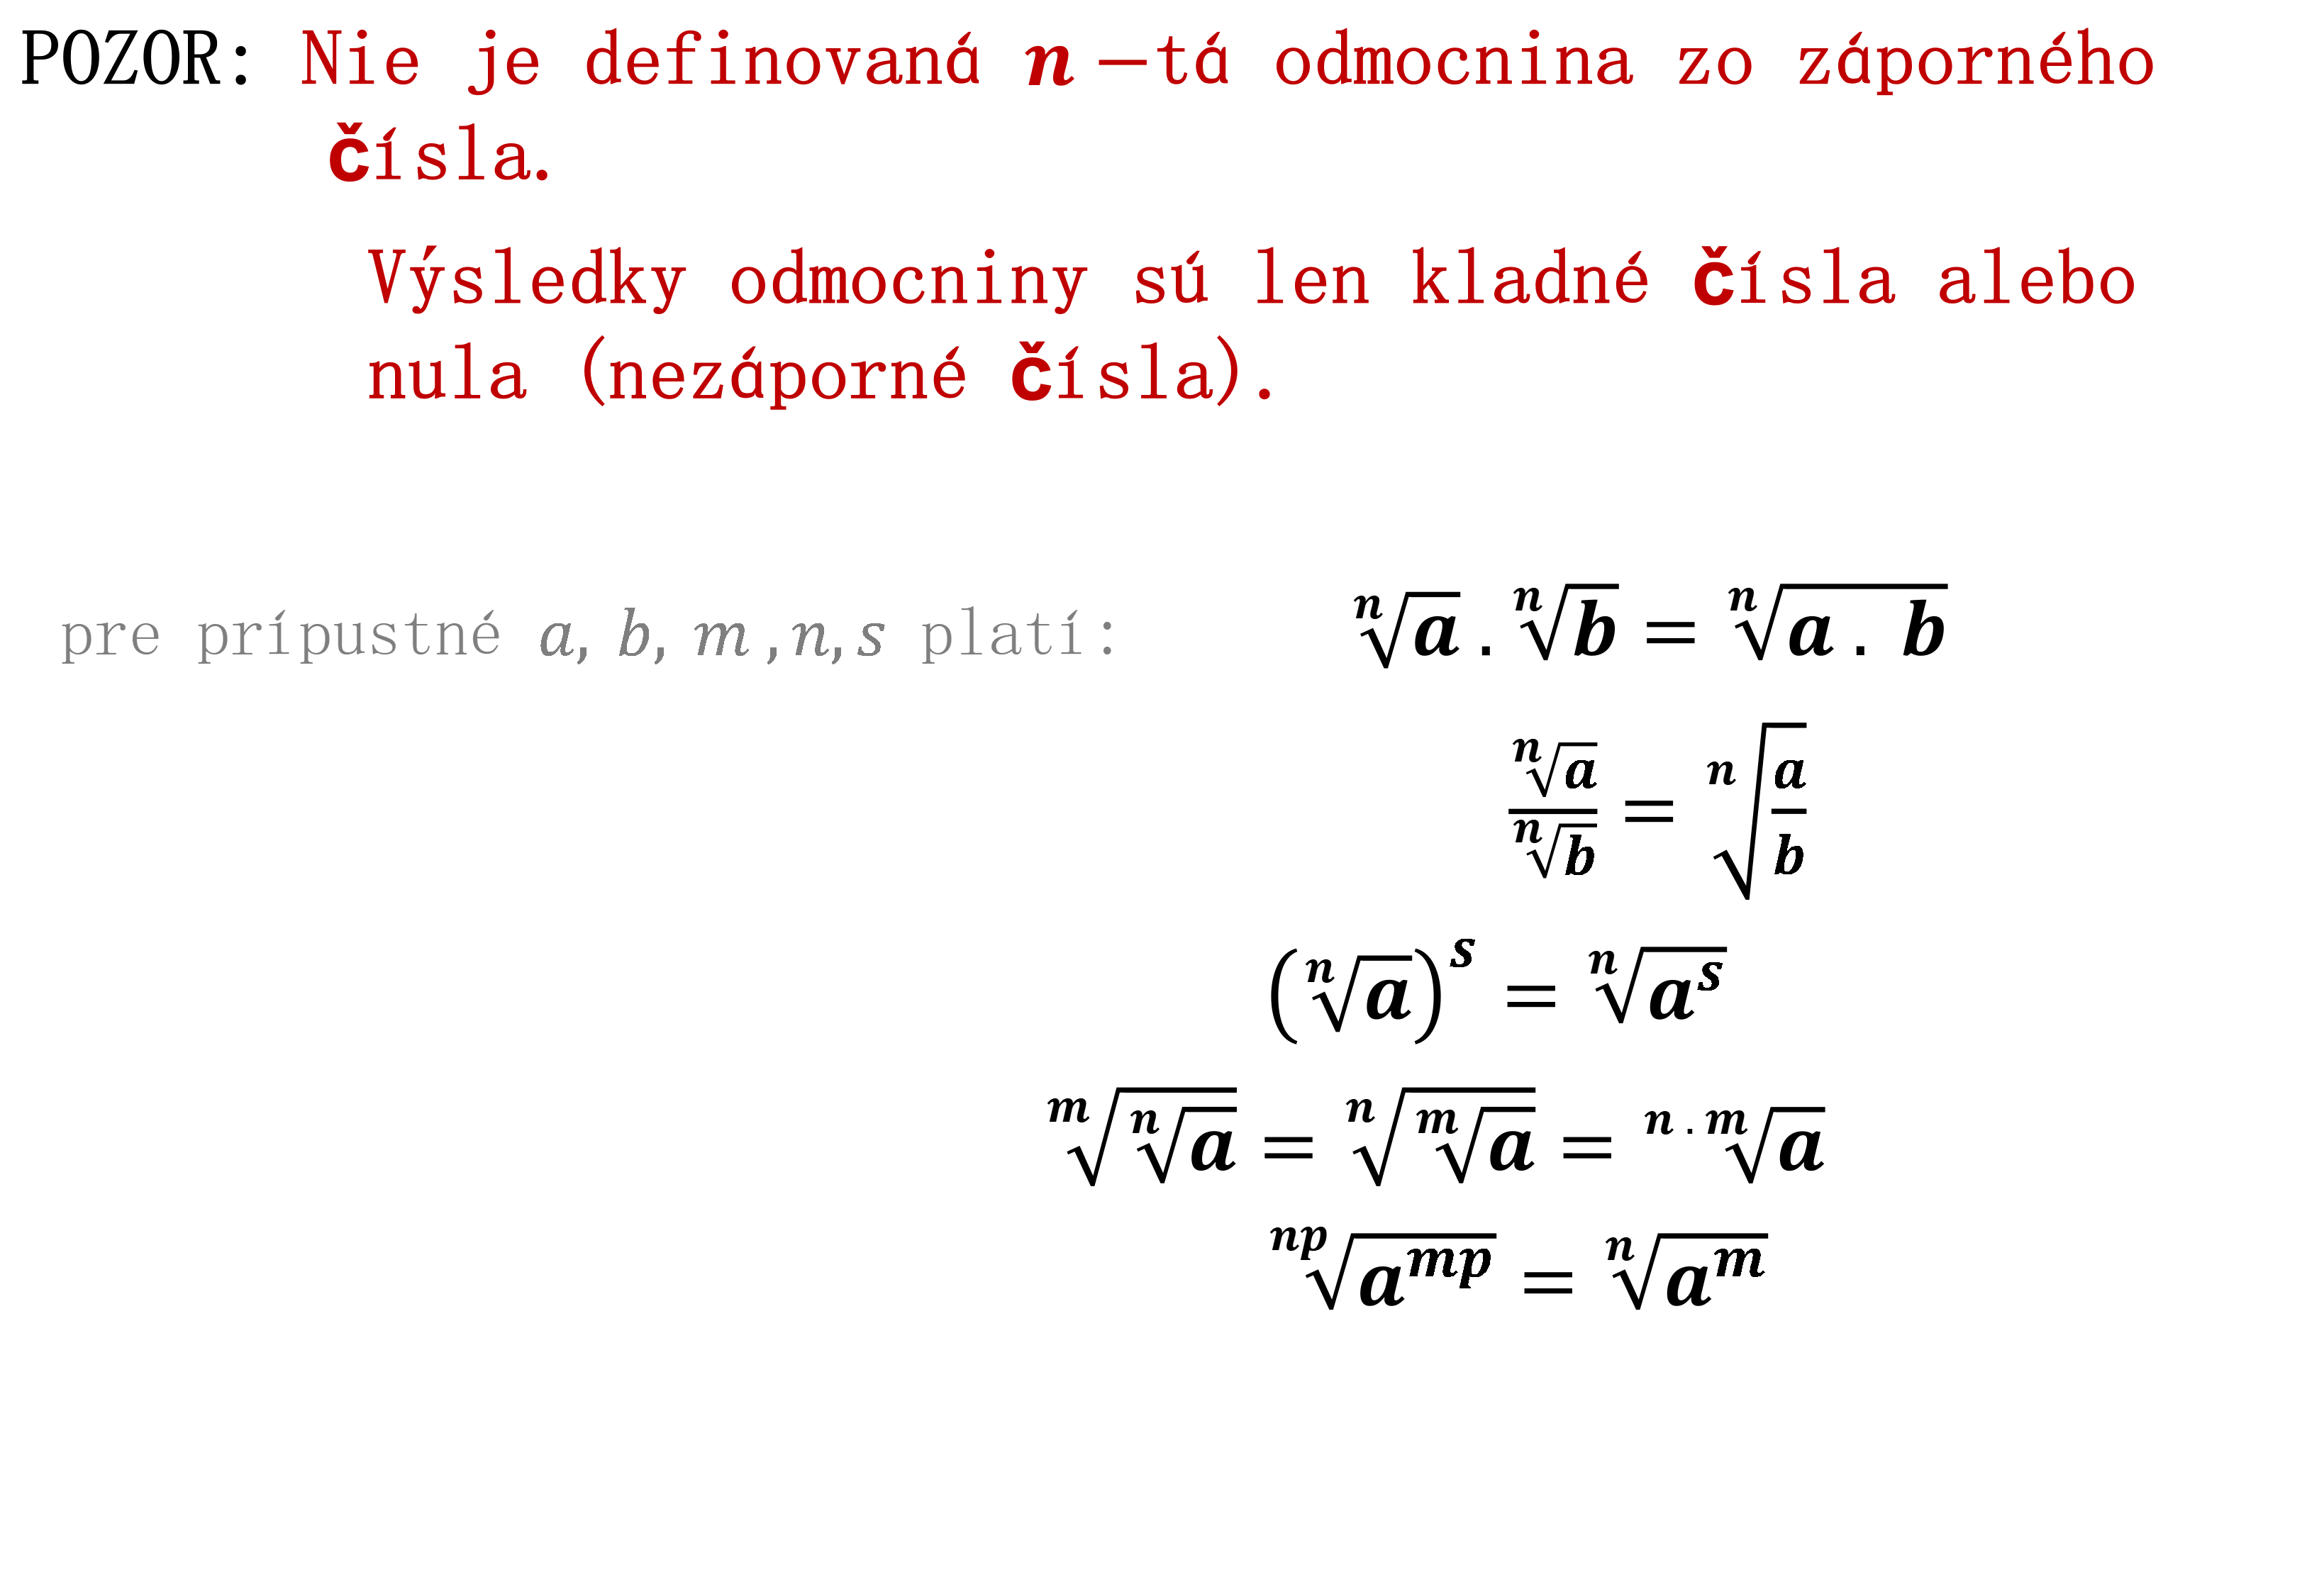 POZOR: Nie je definovaná n −tá odmocnina zo záporného
čísla.
Výsledky odmocniny sú len kladné čísla alebo
nula (nezáporné čísla).
pre prípustné a, b, m ,n,s platí: ⁿ√a . ⁿ√b = ⁿ√(a . b)
ⁿ√a / ⁿ√b = ⁿ√(a/b)
(ⁿ√a)ˢ = ⁿ√(aˢ)
ᵐ√(ⁿ√a) = ⁿ√(ᵐ√a) = ⁿ·ᵐ√a
ⁿᵖ√(aᵐᵖ) = ⁿ√(aᵐ)